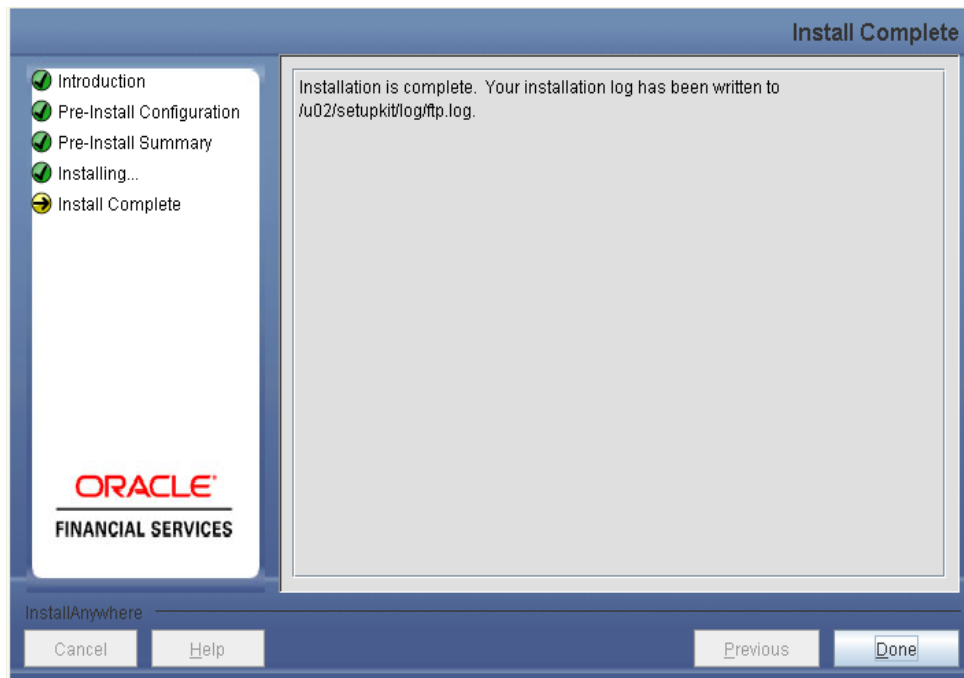 Install Complete
Introduction
Pre-Install Configuration
Pre-Install Summary
Installing...
Install Complete
Installation is complete. Your installation log has been written to
/u02/setupkit/log/ftp.log.
ORACLE
FINANCIAL SERVICES
InstallAnywhere
Cancel
Help
Previous
Done